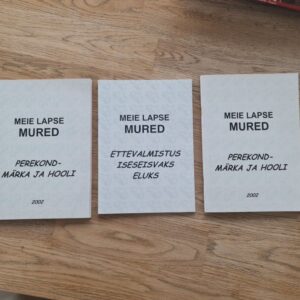 MEIE LAPSE
MURED
PEREKOND-
MÄRKA JA HOOLI
2002
MEIE LAPSE
MURED
ETTEVALMISTUS
ISESEISVAKS
ELUKS
MEIE LAPSE
MURED
PEREKOND-
MÄRKA JA HOOLI
2002